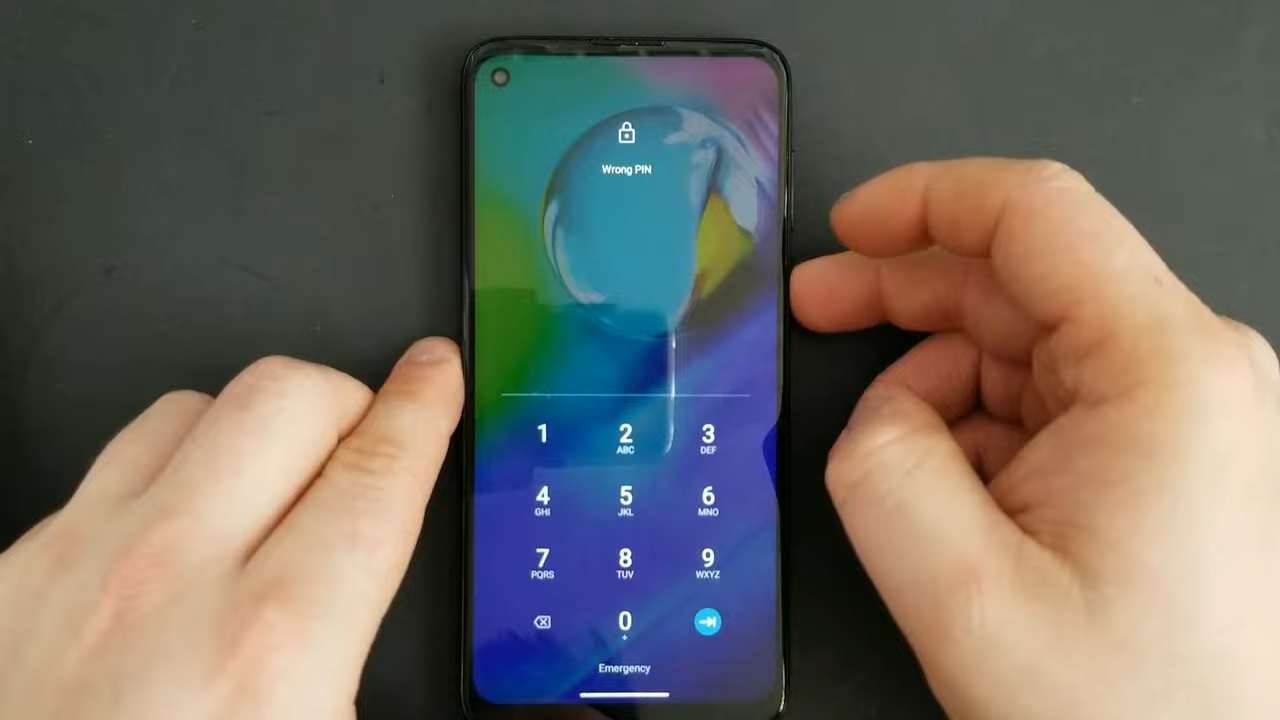 Wrong PIN
1 2 3
ABC DEF
4 5 6
GHI JKL MNO
7 8 9
PQRS TUV WXYZ
0
+
Emergency